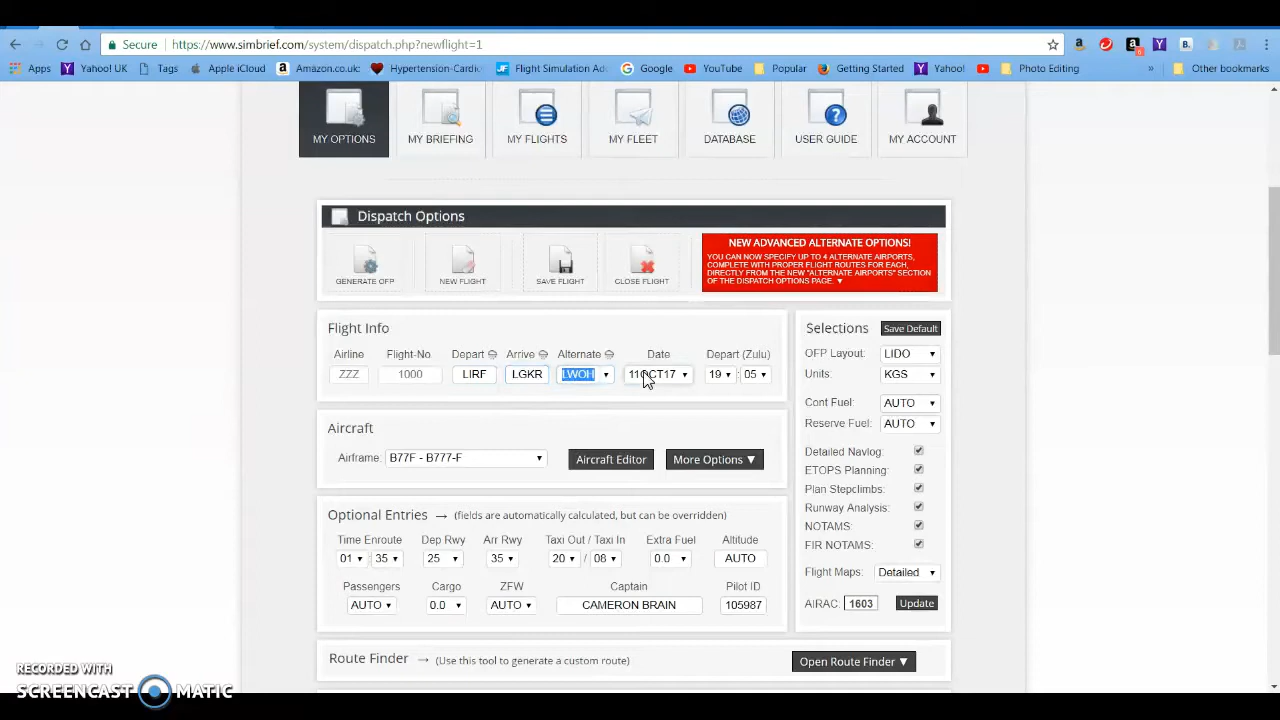 Secure https://www.simbrief.com/system/dispatch.php?newflight=1
Apps Yahoo! UK Tags Apple iCloud Amazon.co.uk: Hypertension-Cardi Flight Simulation Ad Google YouTube Popular Getting Started Yahoo! Photo Editing » Other bookmarks
MY OPTIONS MY BRIEFING MY FLIGHTS MY FLEET DATABASE USER GUIDE MY ACCOUNT
Dispatch Options
GENERATE OFP NEW FLIGHT SAVE FLIGHT CLOSE FLIGHT
NEW ADVANCED ALTERNATE OPTIONS!
YOU CAN NOW SPECIFY UP TO 4 ALTERNATE AIRPORTS,
COMPLETE WITH PROPER FLIGHT ROUTES FOR EACH,
DIRECTLY FROM THE NEW "ALTERNATE AIRPORTS" SECTION
OF THE DISPATCH OPTIONS PAGE. ▼
Flight Info
Airline Flight-No Depart Arrive Alternate Date Depart (Zulu)
ZZZ 1000 LIRF LGKR LWOH 11OCT17 19 : 05
Aircraft
Airframe: B77F - B777-F Aircraft Editor More Options ▼
Optional Entries → (fields are automatically calculated, but can be overridden)
Time Enroute Dep Rwy Arr Rwy Taxi Out / Taxi In Extra Fuel Altitude
01 : 35 25 35 20 / 08 0.0 AUTO
Passengers Cargo ZFW Captain Pilot ID
AUTO 0.0 AUTO CAMERON BRAIN 105987
Route Finder → (Use this tool to generate a custom route) Open Route Finder ▼
Selections Save Default
OFP Layout: LIDO
Units: KGS
Cont Fuel: AUTO
Reserve Fuel: AUTO
Detailed Navlog:
ETOPS Planning:
Plan Stepclimbs:
Runway Analysis:
NOTAMS:
FIR NOTAMS:
Flight Maps: Detailed
AIRAC: 1603 Update
RECORDED WITH
SCREENCAST MATIC